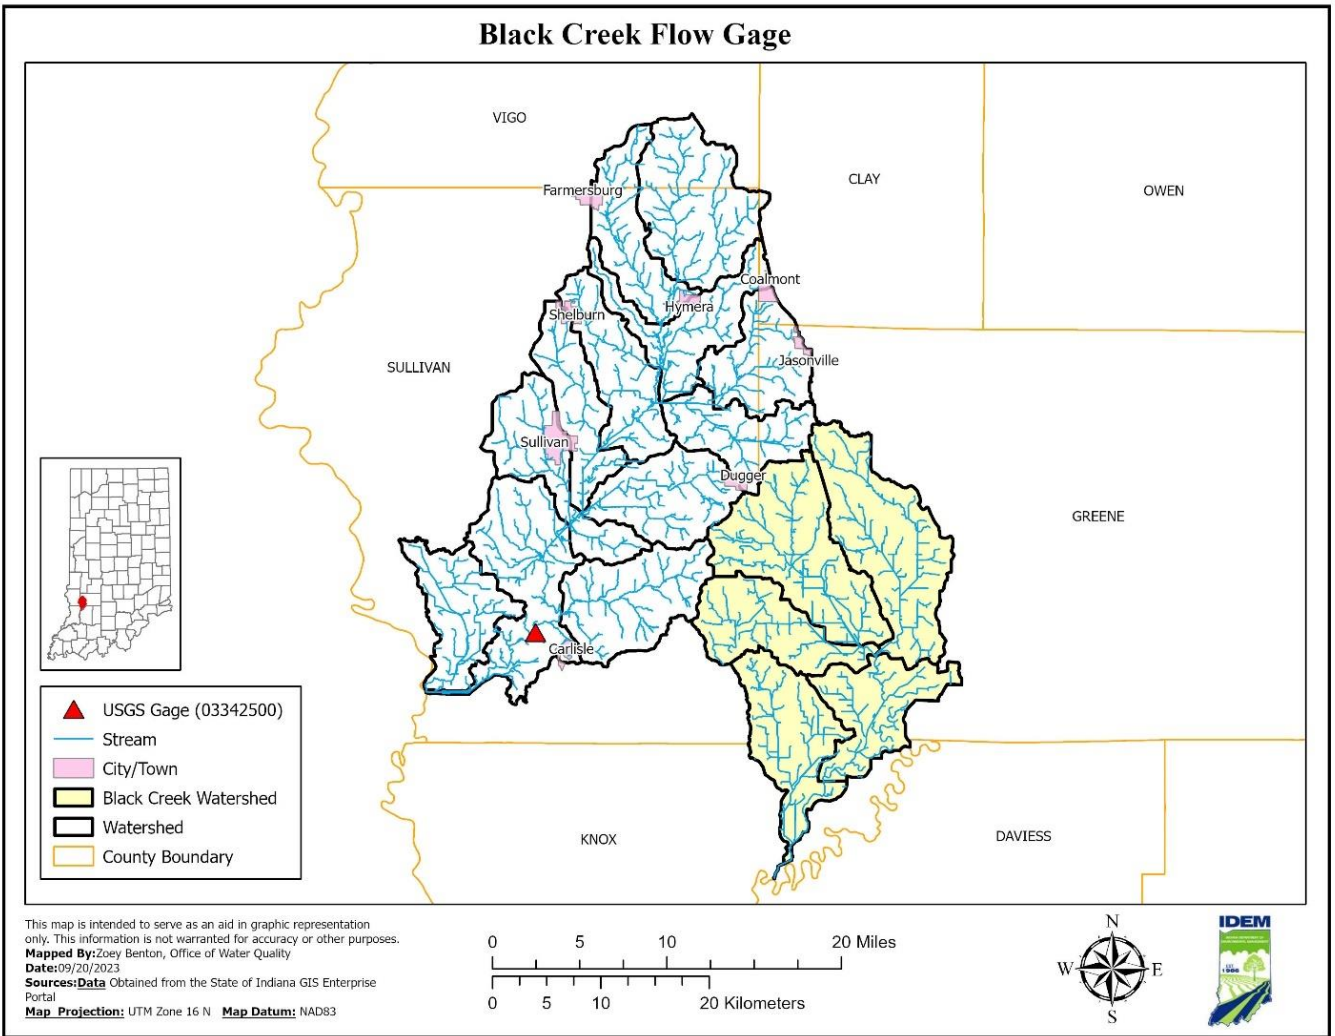 Black Creek Flow Gage
VIGO
CLAY
OWEN
Farmersburg
Coalmont
Hymera
Shelburn
Jasonville
SULLIVAN
Sullivan
Dugger
GREENE
Carlisle
KNOX
DAVIESS
USGS Gage (03342500)
Stream
City/Town
Black Creek Watershed
Watershed
County Boundary
This map is intended to serve as an aid in graphic representation
only. This information is not warranted for accuracy or other purposes.
Mapped By:Zoey Benton, Office of Water Quality
Date:09/20/2023
Sources:Data Obtained from the State of Indiana GIS Enterprise
Portal
Map Projection: UTM Zone 16 N Map Datum: NAD83
0 5 10 20 Miles
0 5 10 20 Kilometers
N
W E
S
IDEM